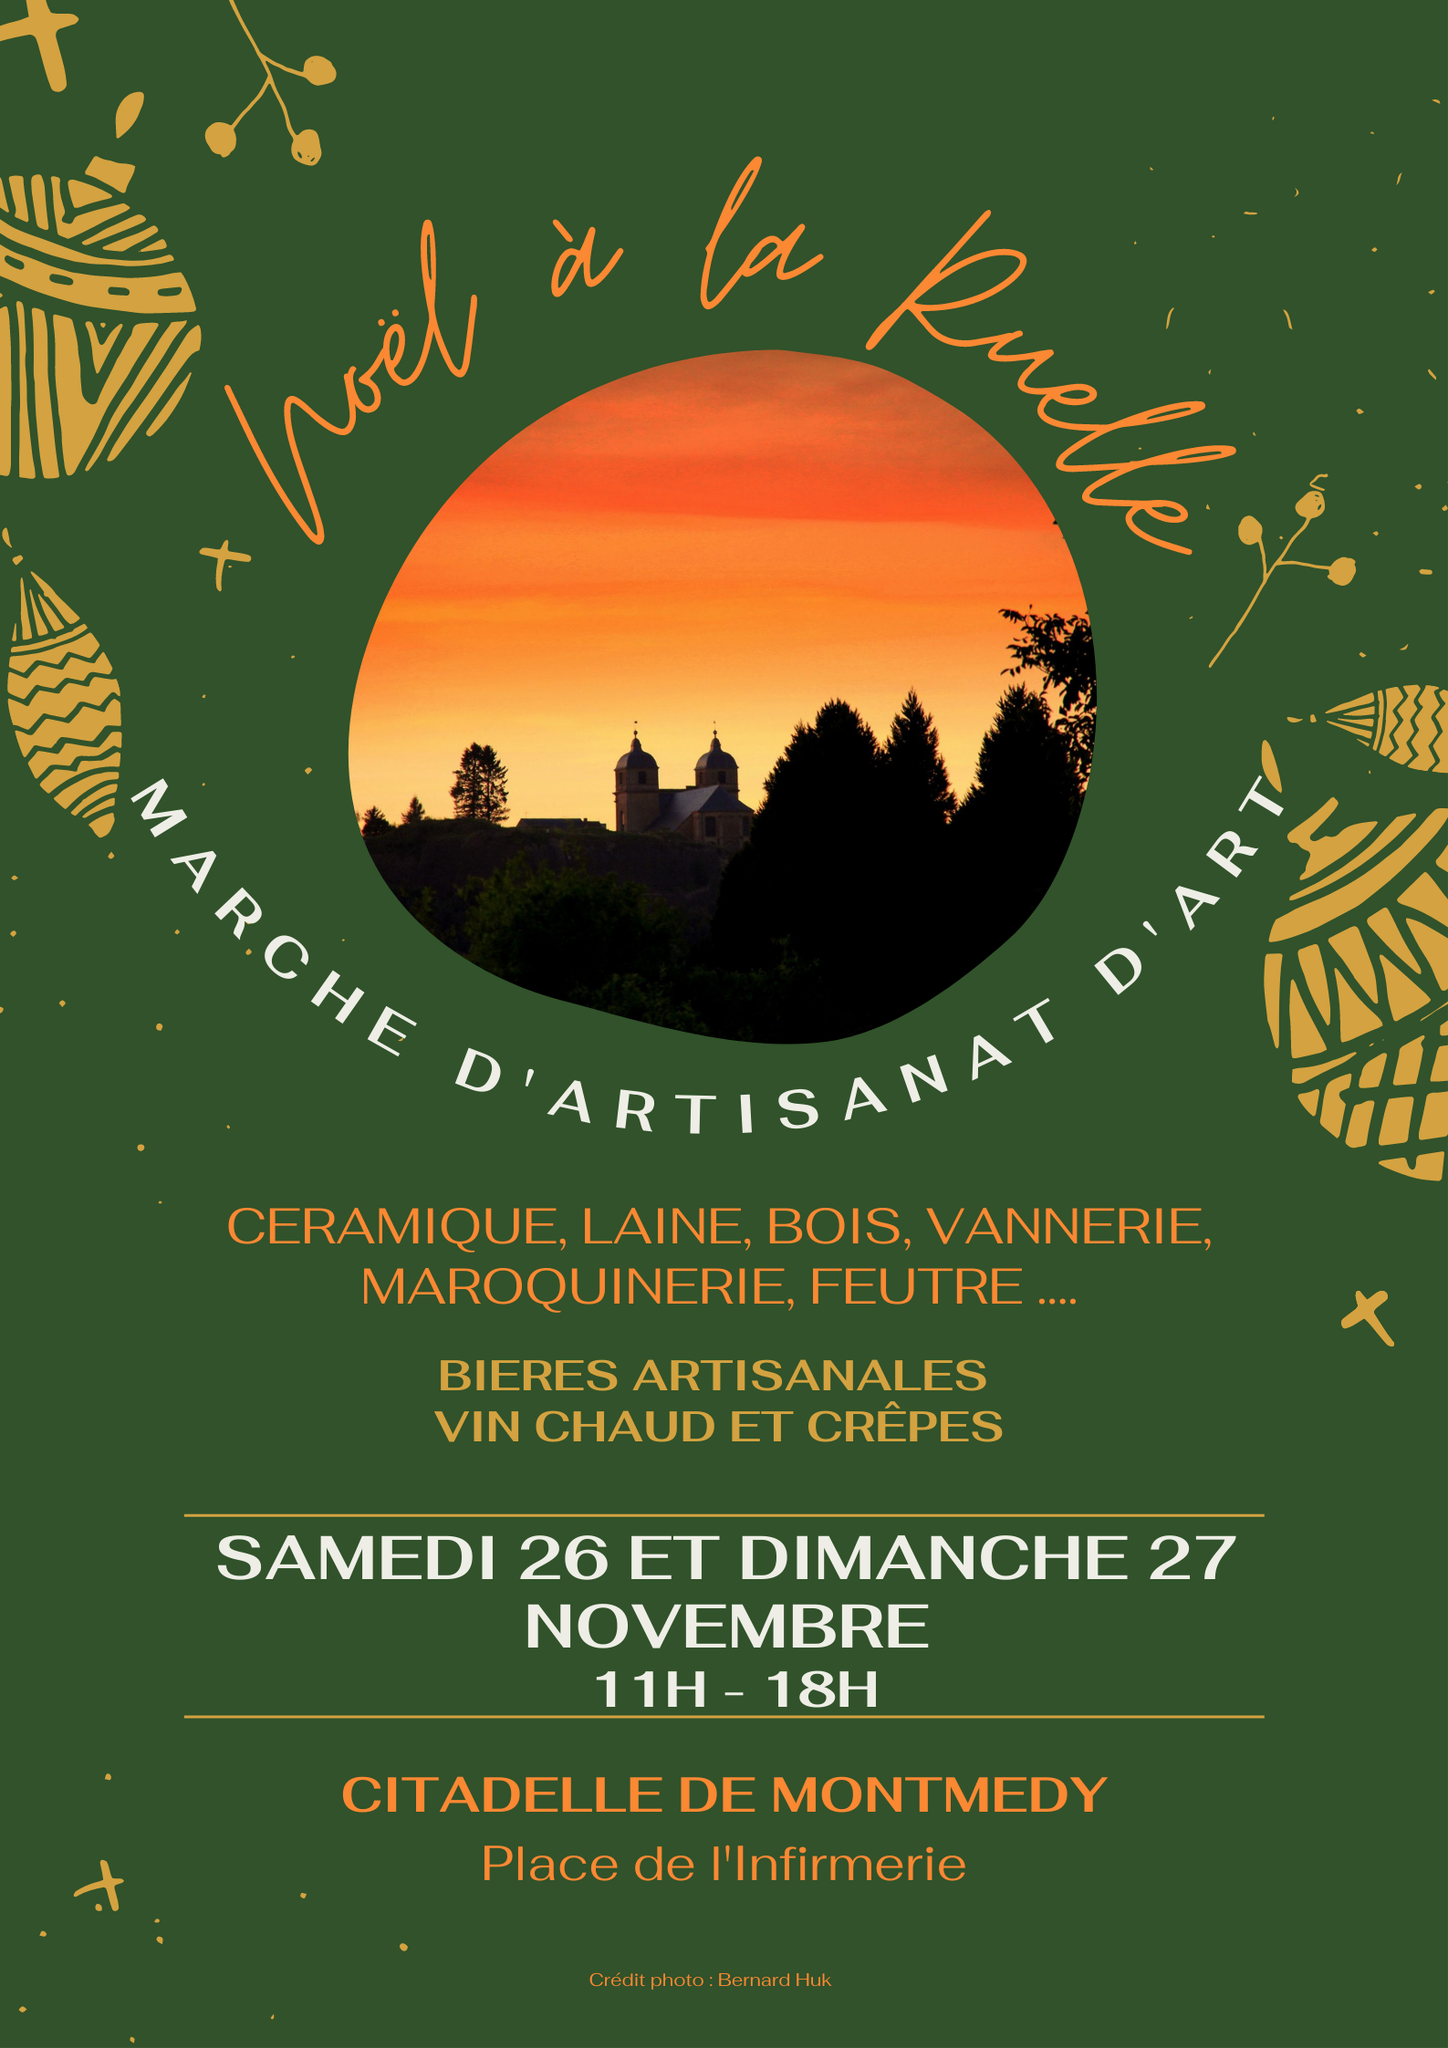 Noël à la Ruelle
MARCHE D'ARTISANAT D'ART
CERAMIQUE, LAINE, BOIS, VANNERIE,
MAROQUINERIE, FEUTRE ....
BIERES ARTISANALES
VIN CHAUD ET CRÊPES
SAMEDI 26 ET DIMANCHE 27
NOVEMBRE
11H - 18H
CITADELLE DE MONTMEDY
Place de l'Infirmerie
Crédit photo : Bernard Huk